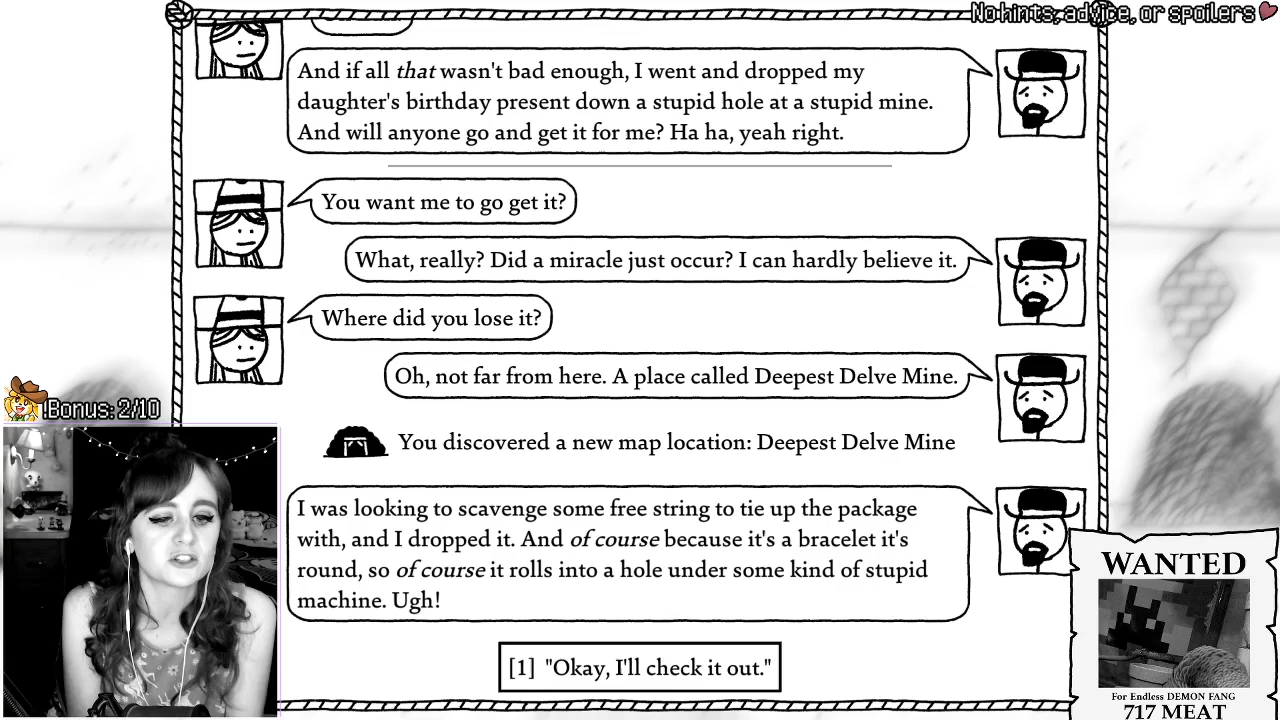 No hints, advice, or spoilers
And if all that wasn't bad enough, I went and dropped my
daughter's birthday present down a stupid hole at a stupid mine.
And will anyone go and get it for me? Ha ha, yeah right.
You want me to go get it?
What, really? Did a miracle just occur? I can hardly believe it.
Where did you lose it?
Oh, not far from here. A place called Deepest Delve Mine.
You discovered a new map location: Deepest Delve Mine
I was looking to scavenge some free string to tie up the package
with, and I dropped it. And of course because it's a bracelet it's
round, so of course it rolls into a hole under some kind of stupid
machine. Ugh!
[1] "Okay, I'll check it out."
!Bonus: 2/10
WANTED
For Endless DEMON FANG
717 MEAT